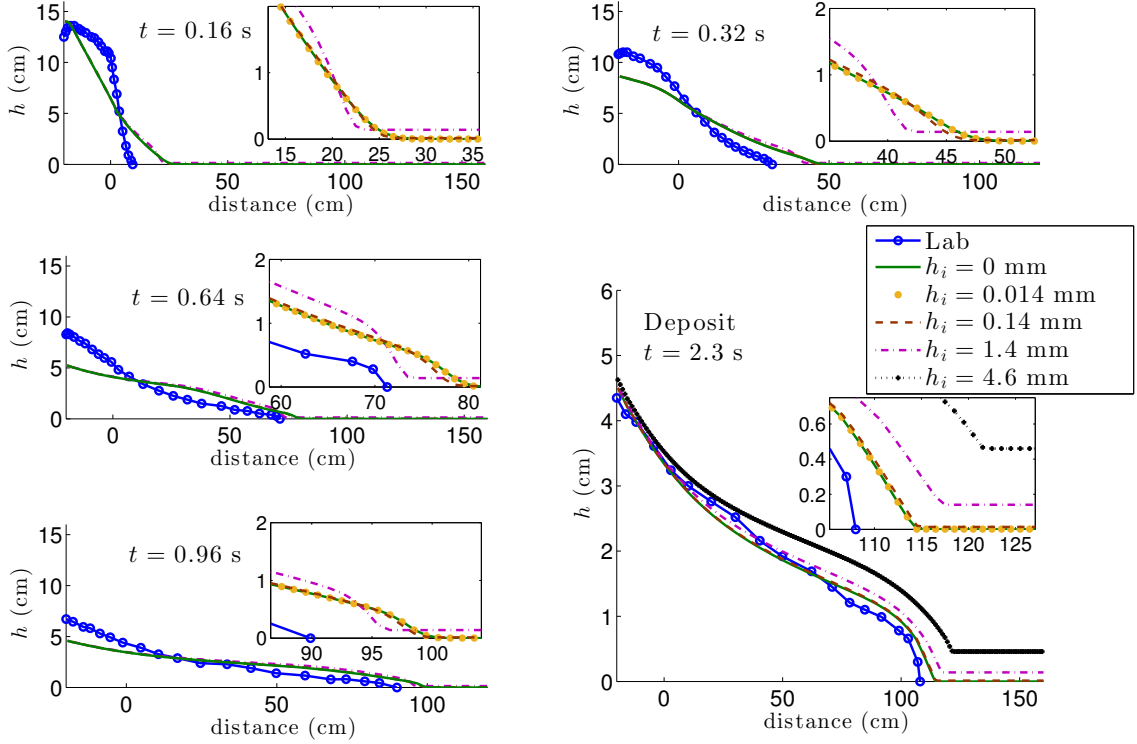 t = 0.16 s
h (cm)
15
10
5
0
0 50 100 150
distance (cm)
2
1
0
15 20 25 30 35
t = 0.32 s
h (cm)
15
10
5
0
0 50 100
distance (cm)
2
1
0
40 45 50
t = 0.64 s
h (cm)
15
10
5
0
0 50 100 150
distance (cm)
2
1
0
60 70 80
t = 0.96 s
h (cm)
15
10
5
0
0 100
distance (cm)
2
1
0
90 95 100
Lab
h_i = 0 mm
h_i = 0.014 mm
h_i = 0.14 mm
h_i = 1.4 mm
h_i = 4.6 mm
Deposit
t = 2.3 s
h (cm)
6
5
4
3
2
1
0
0 50 100 150
distance (cm)
0.6
0.4
0.2
0
110 115 120 125